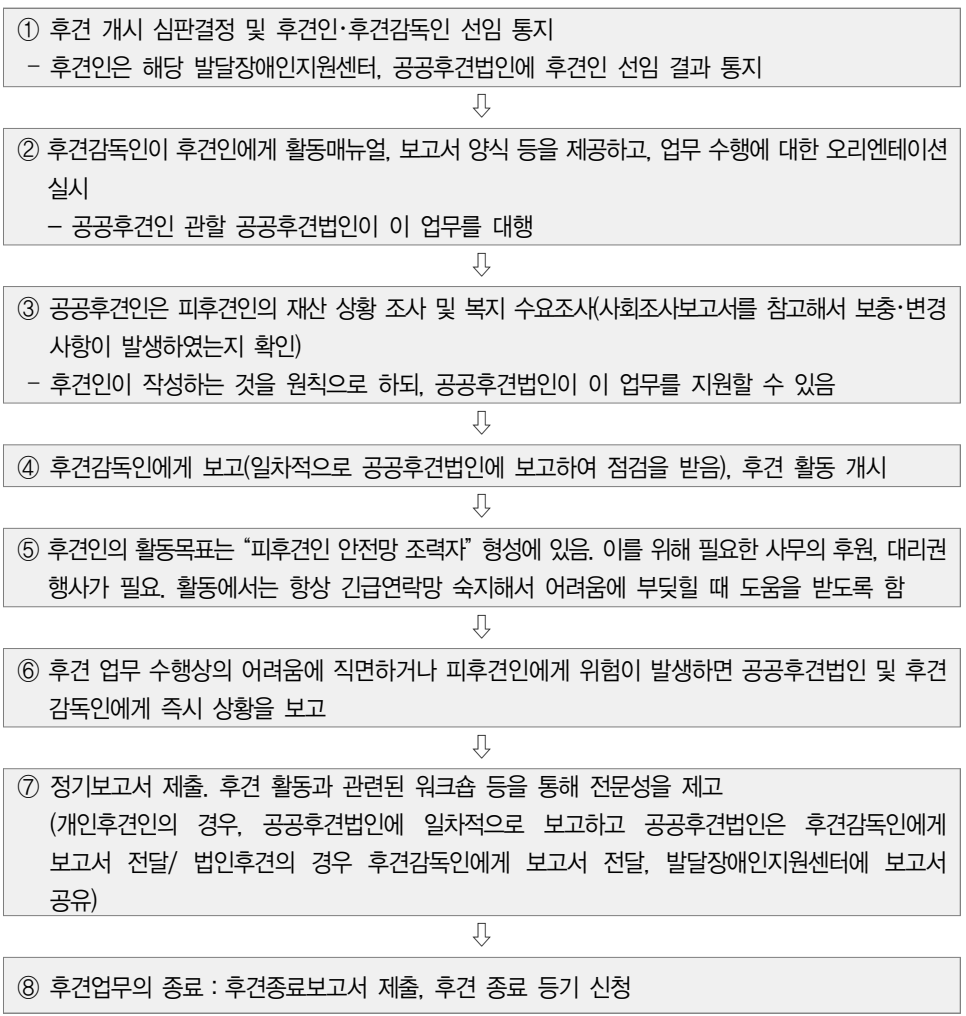 ① 후견 개시 심판결정 및 후견인·후견감독인 선임 통지
- 후견인은 해당 발달장애인지원센터, 공공후견법인에 후견인 선임 결과 통지
⇩
② 후견감독인이 후견인에게 활동매뉴얼, 보고서 양식 등을 제공하고, 업무 수행에 대한 오리엔테이션
실시
– 공공후견인 관할 공공후견법인이 이 업무를 대행
⇩
③ 공공후견인은 피후견인의 재산 상황 조사 및 복지 수요조사(사회조사보고서를 참고해서 보충·변경
사항이 발생하였는지 확인)
- 후견인이 작성하는 것을 원칙으로 하되, 공공후견법인이 이 업무를 지원할 수 있음
⇩
④ 후견감독인에게 보고(일차적으로 공공후견법인에 보고하여 점검을 받음), 후견 활동 개시
⇩
⑤ 후견인의 활동목표는 “피후견인 안전망 조력자” 형성에 있음. 이를 위해 필요한 사무의 후원, 대리권
행사가 필요. 활동에서는 항상 긴급연락망 숙지해서 어려움에 부딪힐 때 도움을 받도록 함
⇩
⑥ 후견 업무 수행상의 어려움에 직면하거나 피후견인에게 위험이 발생하면 공공후견법인 및 후견
감독인에게 즉시 상황을 보고
⇩
⑦ 정기보고서 제출. 후견 활동과 관련된 워크숍 등을 통해 전문성을 제고
(개인후견인의 경우, 공공후견법인에 일차적으로 보고하고 공공후견법인은 후견감독인에게
보고서 전달/ 법인후견의 경우 후견감독인에게 보고서 전달, 발달장애인지원센터에 보고서
공유)
⇩
⑧ 후견업무의 종료 : 후견종료보고서 제출, 후견 종료 등기 신청